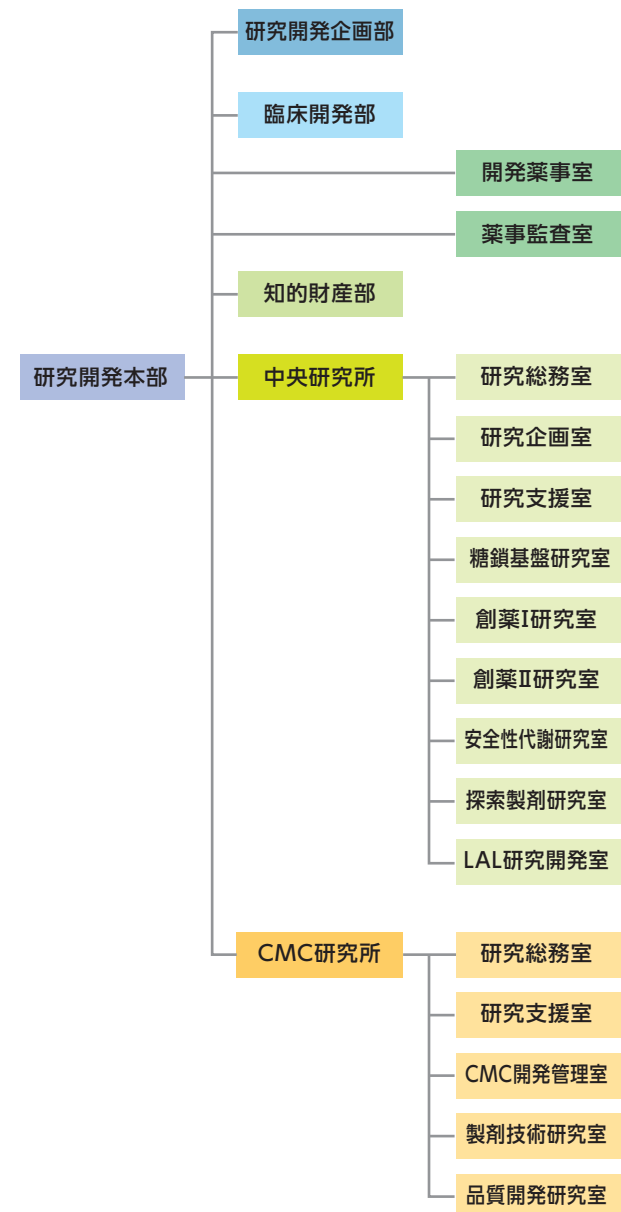 研究開発企画部
臨床開発部
開発薬事室
薬事監査室
知的財産部
研究開発本部
中央研究所
研究総務室
研究企画室
研究支援室
糖鎖基盤研究室
創薬Ⅰ研究室
創薬Ⅱ研究室
安全性代謝研究室
探索製剤研究室
LAL研究開発室
CMC研究所
研究総務室
研究支援室
CMC開発管理室
製剤技術研究室
品質開発研究室